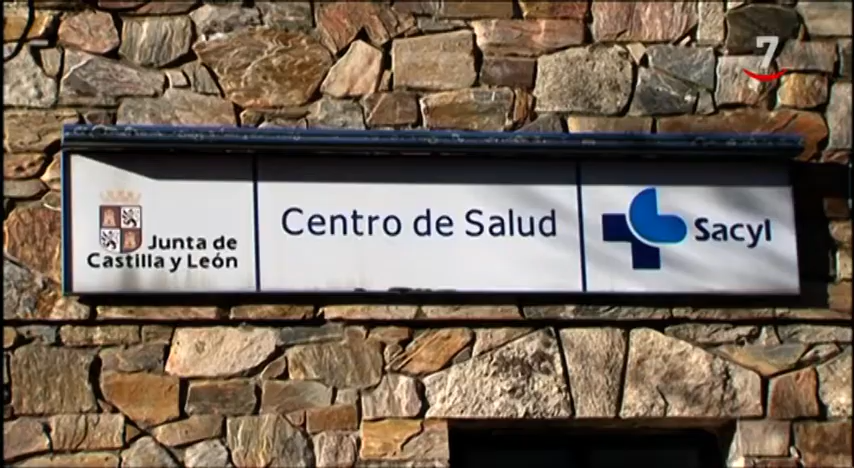 7
Junta de
Castilla y León
Centro de Salud
Sacyl